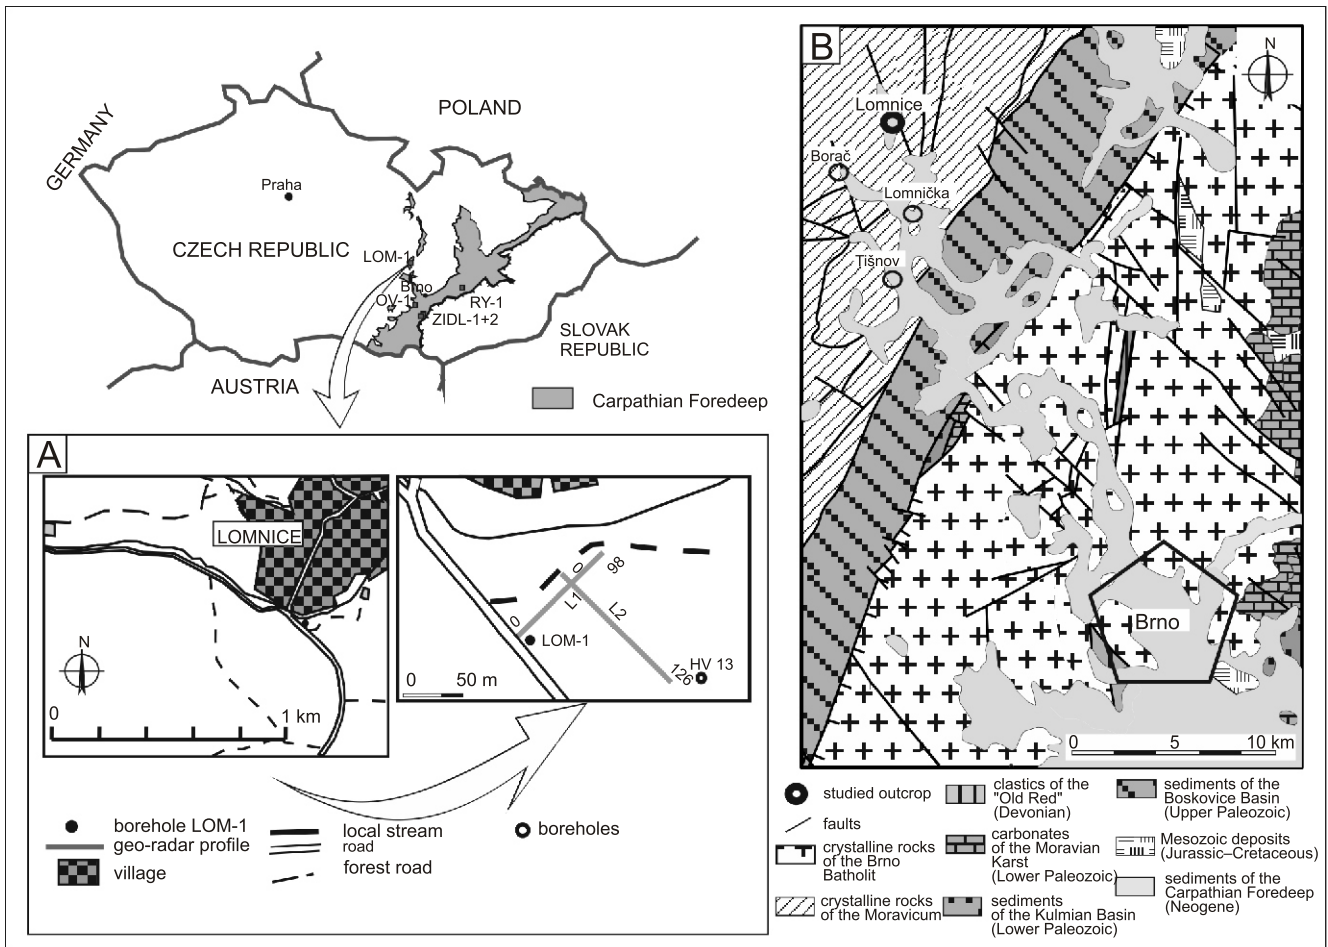 GERMANY
POLAND
Praha
CZECH REPUBLIC
LOM-1
Brno
OV-1
RY-1
ZIDL-1+2
SLOVAK
REPUBLIC
AUSTRIA
Carpathian Foredeep
A
LOMNICE
N
0
1 km
0
98
L1
L2
0
LOM-1
HV 13
126
0
50 m
borehole LOM-1
geo-radar profile
village
local stream
road
forest road
boreholes
B
N
Lomnice
Borač
Lomnička
Tišnov
Brno
0
5
10 km
studied outcrop
faults
crystalline rocks
of the Brno
Batholit
crystalline rocks
of the Moravicum
clastics of the
"Old Red"
(Devonian)
carbonates
of the Moravian
Karst
(Lower Paleozoic)
sediments
of the Kulmian Basin
(Lower Paleozoic)
sediments of the
Boskovice Basin
(Upper Paleozoic)
Mesozoic deposits
(Jurassic–Cretaceous)
sediments of the
Carpathian Foredeep
(Neogene)